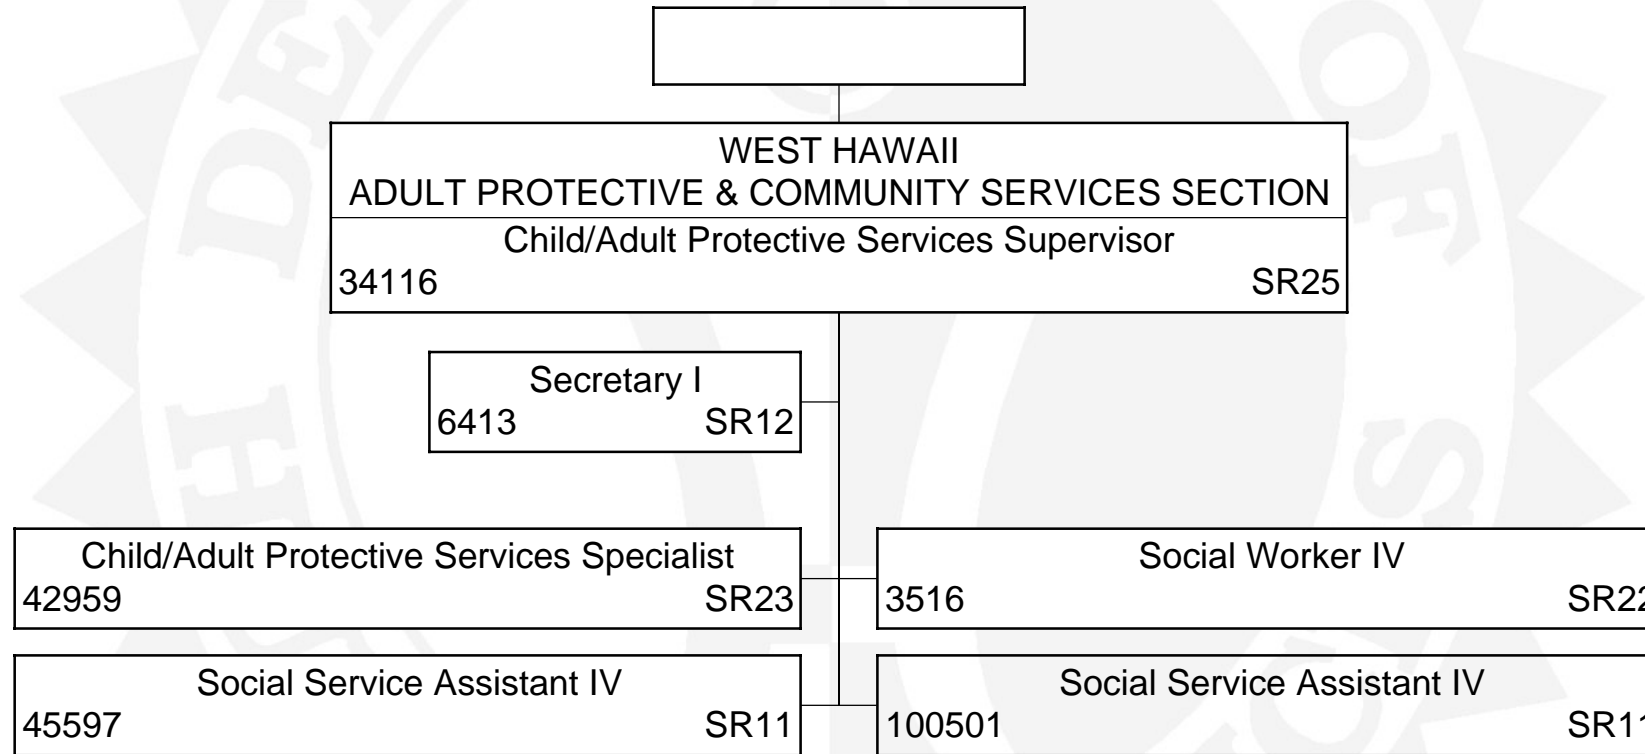 WEST HAWAII
ADULT PROTECTIVE & COMMUNITY SERVICES SECTION
Child/Adult Protective Services Supervisor
34116 SR25
Secretary I
6413 SR12
Child/Adult Protective Services Specialist
42959 SR23
Social Worker IV
3516 SR22
Social Service Assistant IV
45597 SR11
Social Service Assistant IV
100501 SR11